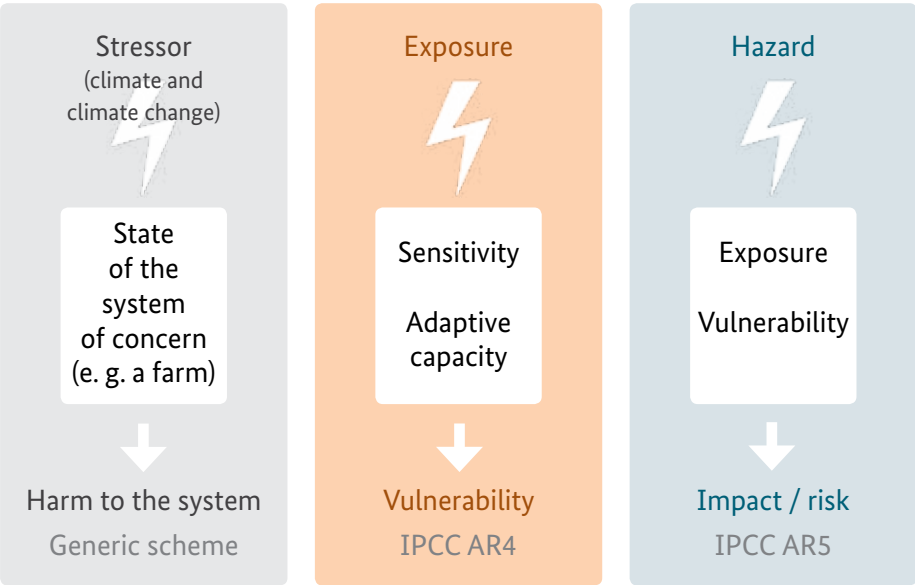 Stressor
(climate and
climate change)
State
of the
system
of concern
(e. g. a farm)
Harm to the system
Generic scheme
Exposure
Sensitivity
Adaptive
capacity
Vulnerability
IPCC AR4
Hazard
Exposure
Vulnerability
Impact / risk
IPCC AR5